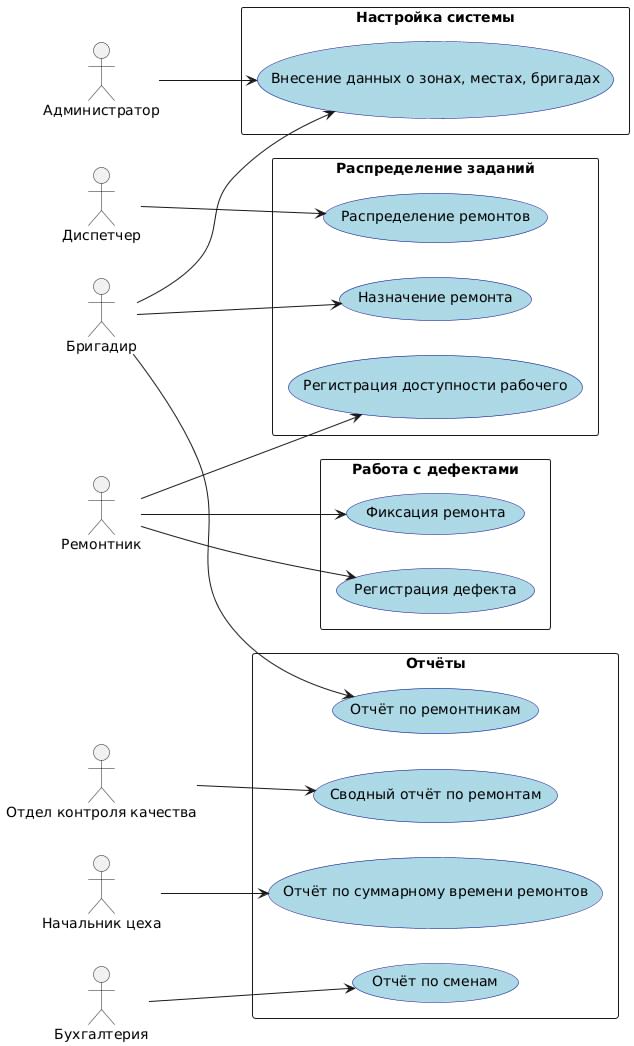 Настройка системы
Внесение данных о зонах, местах, бригадах
Администратор
Распределение заданий
Распределение ремонтов
Диспетчер
Назначение ремонта
Бригадир
Регистрация доступности рабочего
Работа с дефектами
Фиксация ремонта
Ремонтник
Регистрация дефекта
Отчёты
Отчёт по ремонтникам
Сводный отчёт по ремонтам
Отдел контроля качества
Отчёт по суммарному времени ремонтов
Начальник цеха
Отчёт по сменам
Бухгалтерия